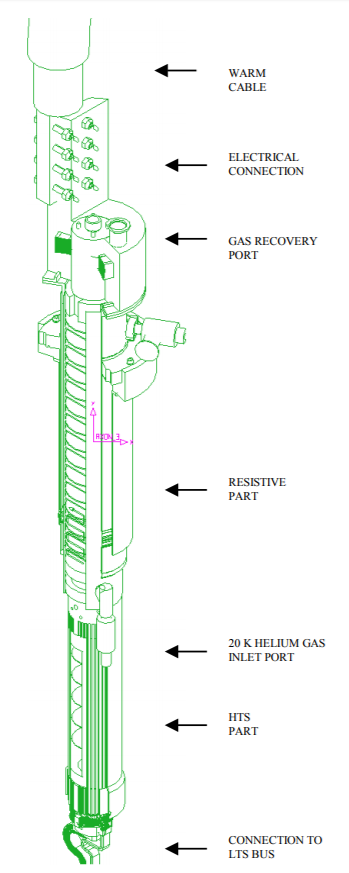 WARM
CABLE
ELECTRICAL
CONNECTION
GAS RECOVERY
PORT
Y
X
RESISTIVE
PART
20 K HELIUM GAS
INLET PORT
HTS
PART
CONNECTION TO
LTS BUS